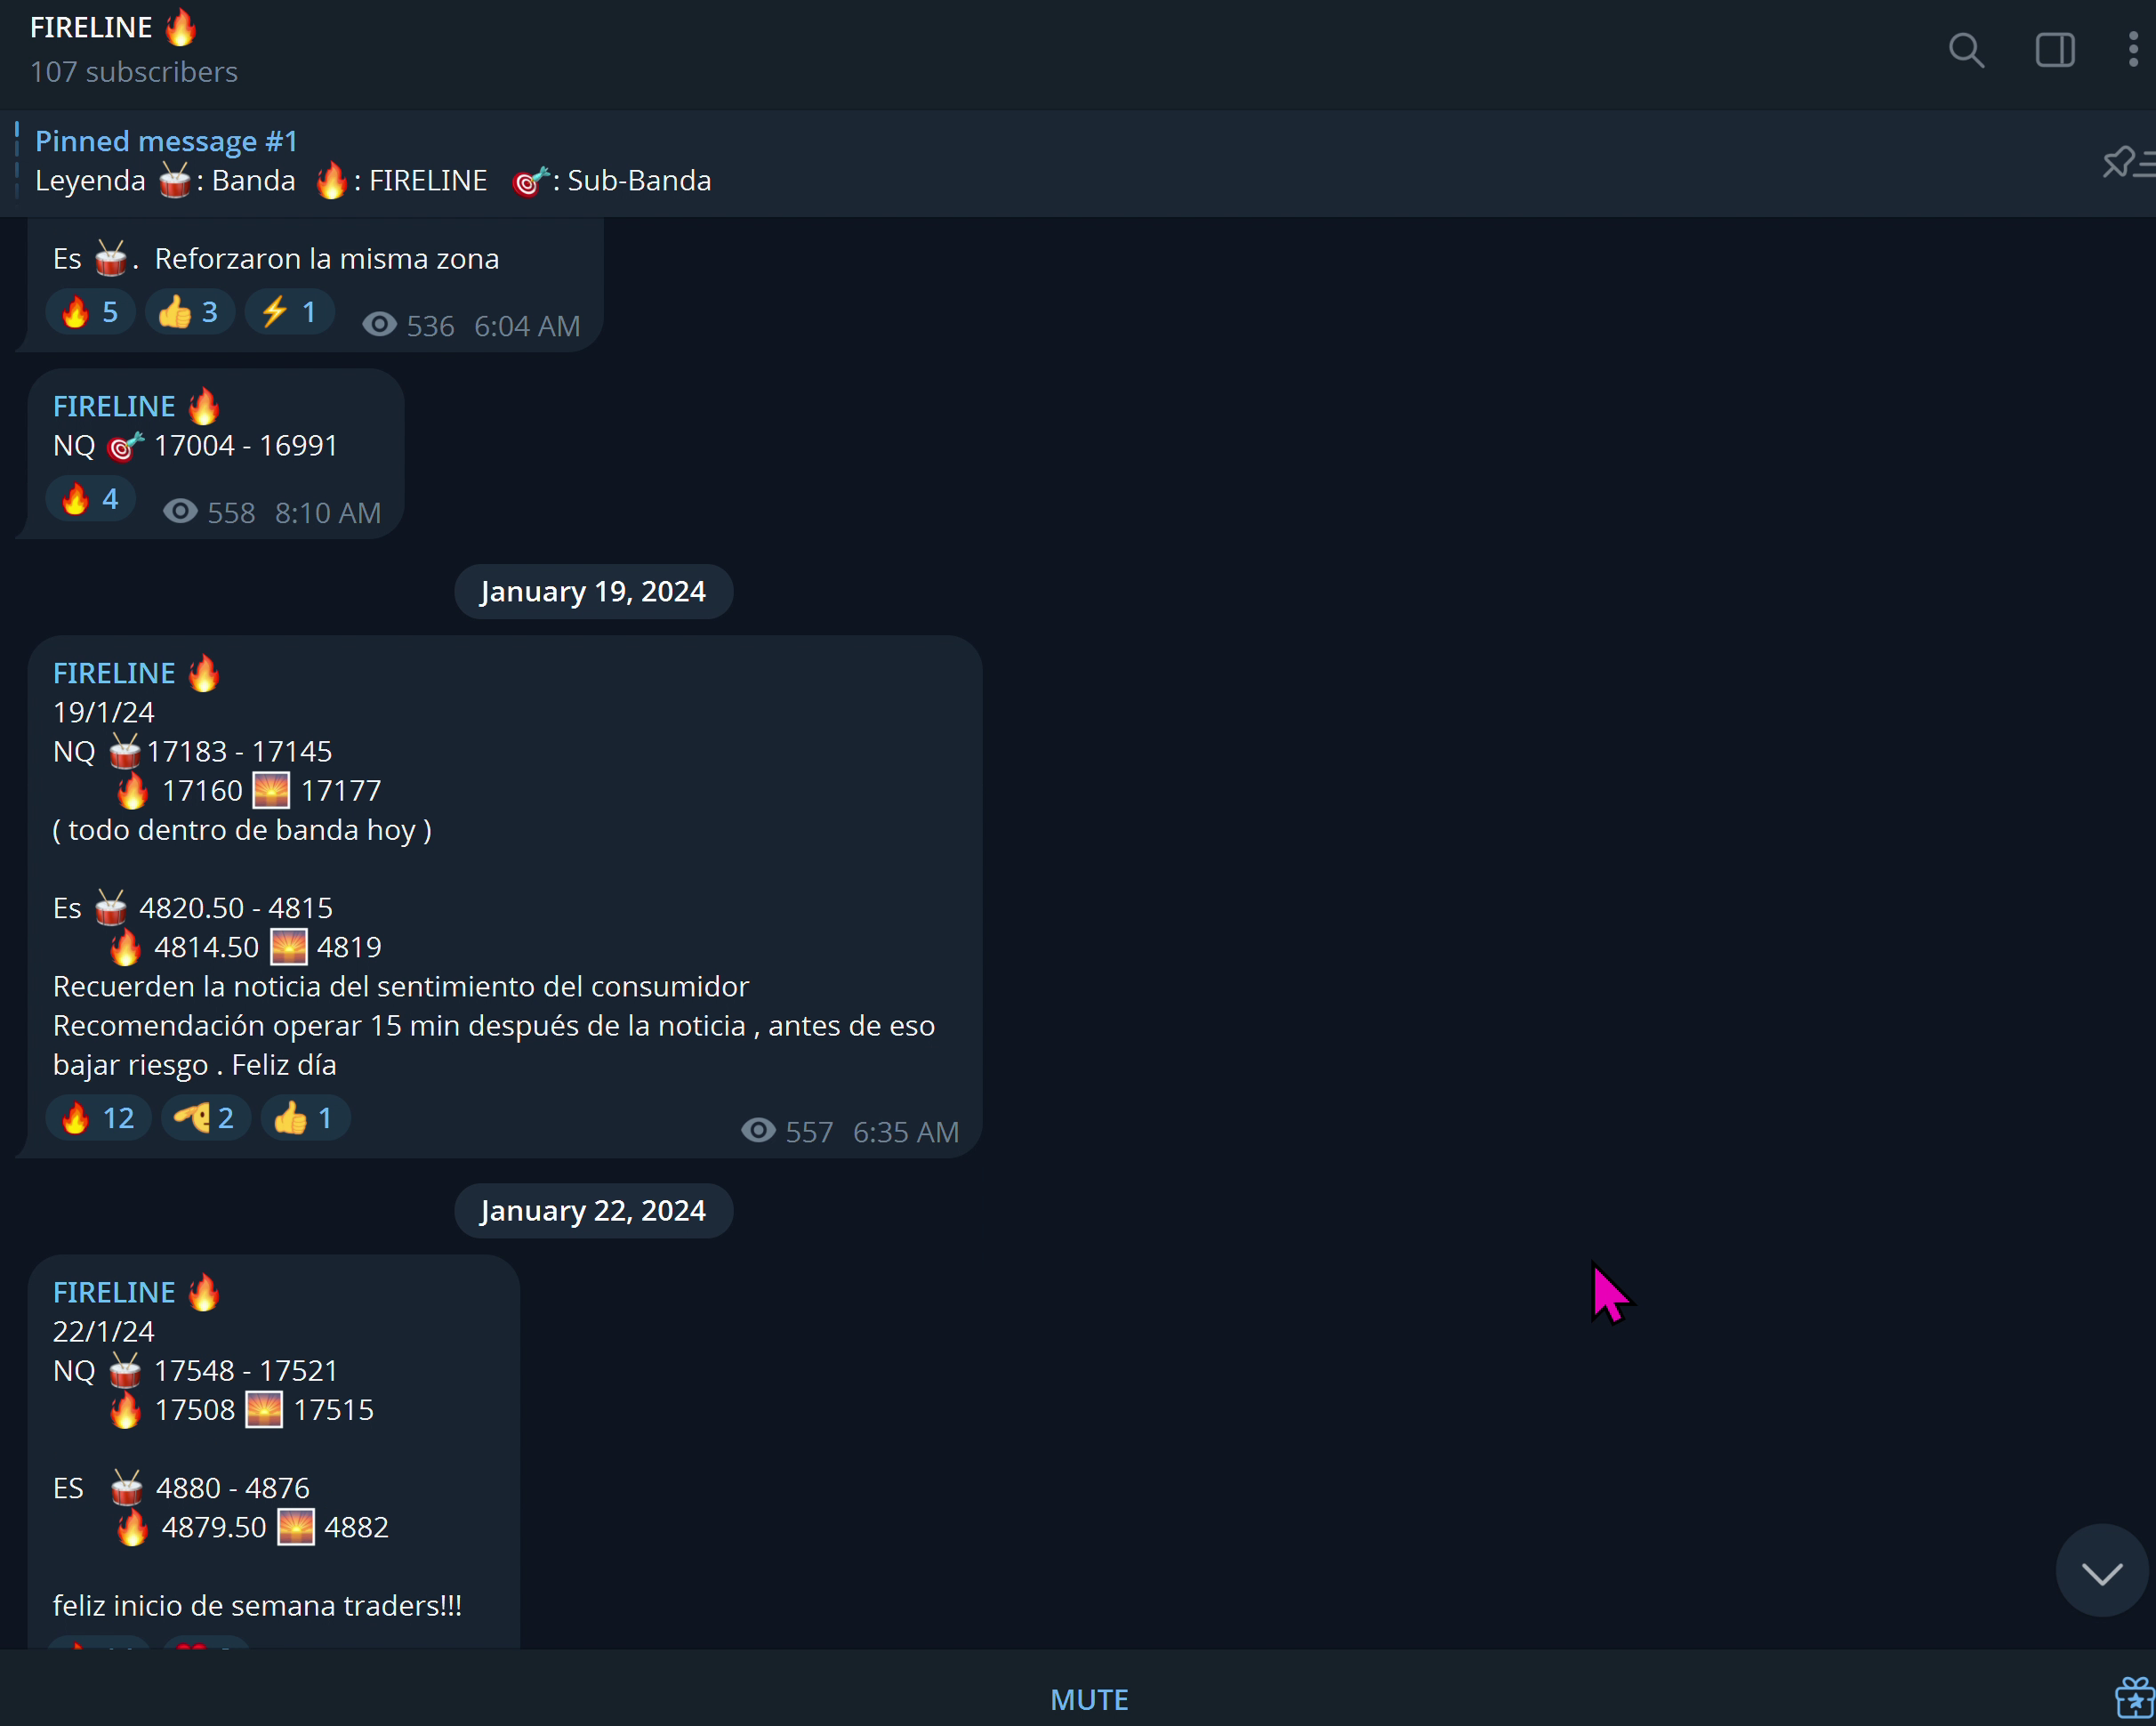 FIRELINE 🔥
107 subscribers
Pinned message #1
Leyenda 🥁: Banda 🔥: FIRELINE 🎯: Sub-Banda
Es 🥁. Reforzaron la misma zona
🔥 5 👍 3 ⚡ 1 536 6:04 AM
FIRELINE 🔥
NQ 🎯 17004 - 16991
🔥 4 558 8:10 AM
January 19, 2024
FIRELINE 🔥
19/1/24
NQ 🥁17183 - 17145
🔥 17160 🌅 17177
( todo dentro de banda hoy )
Es 🥁 4820.50 - 4815
🔥 4814.50 🌅 4819
Recuerden la noticia del sentimiento del consumidor
Recomendación operar 15 min después de la noticia , antes de eso
bajar riesgo . Feliz día
🔥 12 🫡 2 👍 1 557 6:35 AM
January 22, 2024
FIRELINE 🔥
22/1/24
NQ 🥁 17548 - 17521
🔥 17508 🌅 17515
ES 🥁 4880 - 4876
🔥 4879.50 🌅 4882
feliz inicio de semana traders!!!
MUTE